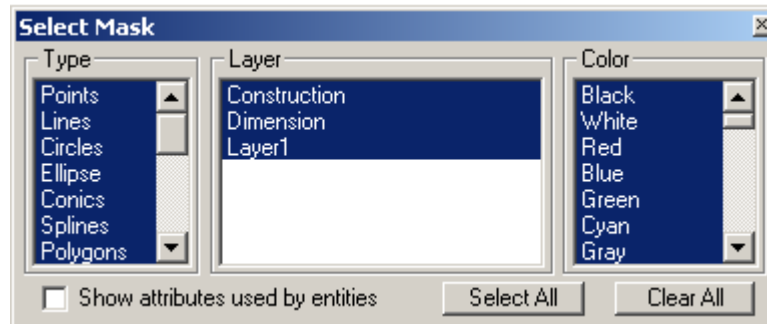 Select Mask
Type
Points
Lines
Circles
Ellipse
Conics
Splines
Polygons
Layer
Construction
Dimension
Layer1
Color
Black
White
Red
Blue
Green
Cyan
Gray
Show attributes used by entities
Select All
Clear All